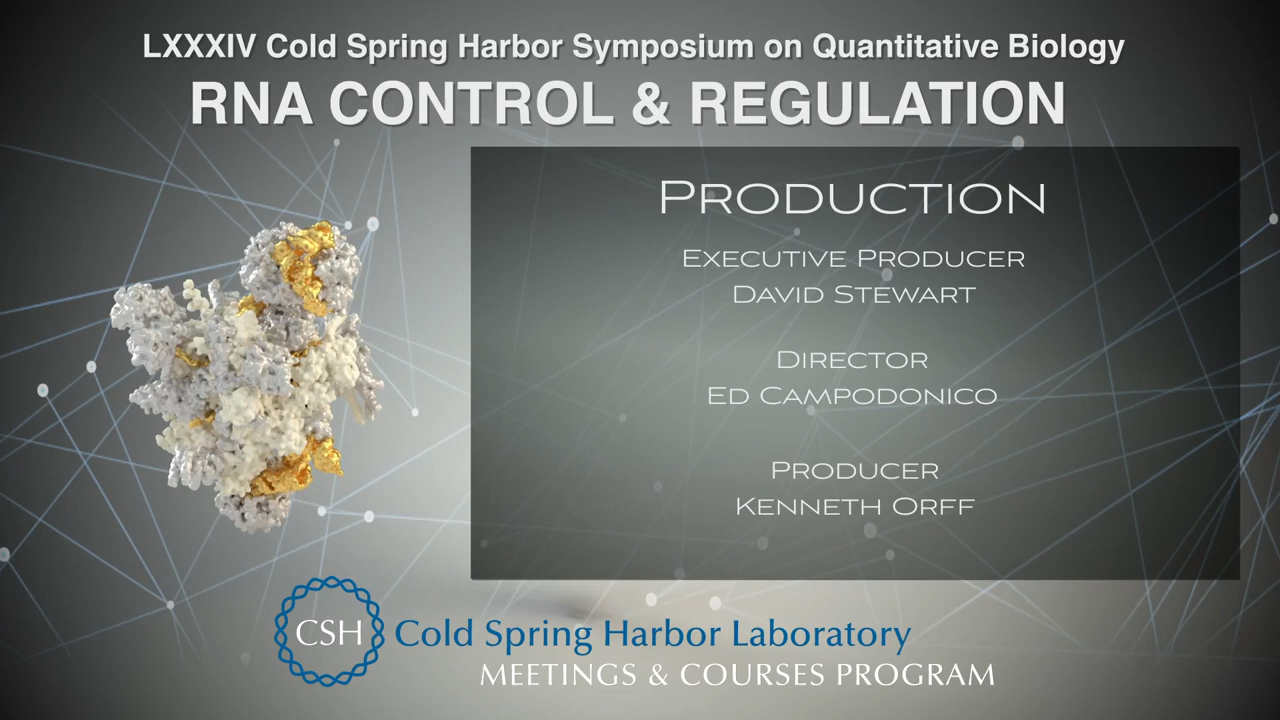 LXXXIV Cold Spring Harbor Symposium on Quantitative Biology
RNA CONTROL & REGULATION
PRODUCTION
EXECUTIVE PRODUCER
DAVID STEWART
DIRECTOR
ED CAMPODONICO
PRODUCER
KENNETH ORFF
CSH Cold Spring Harbor Laboratory
MEETINGS & COURSES PROGRAM